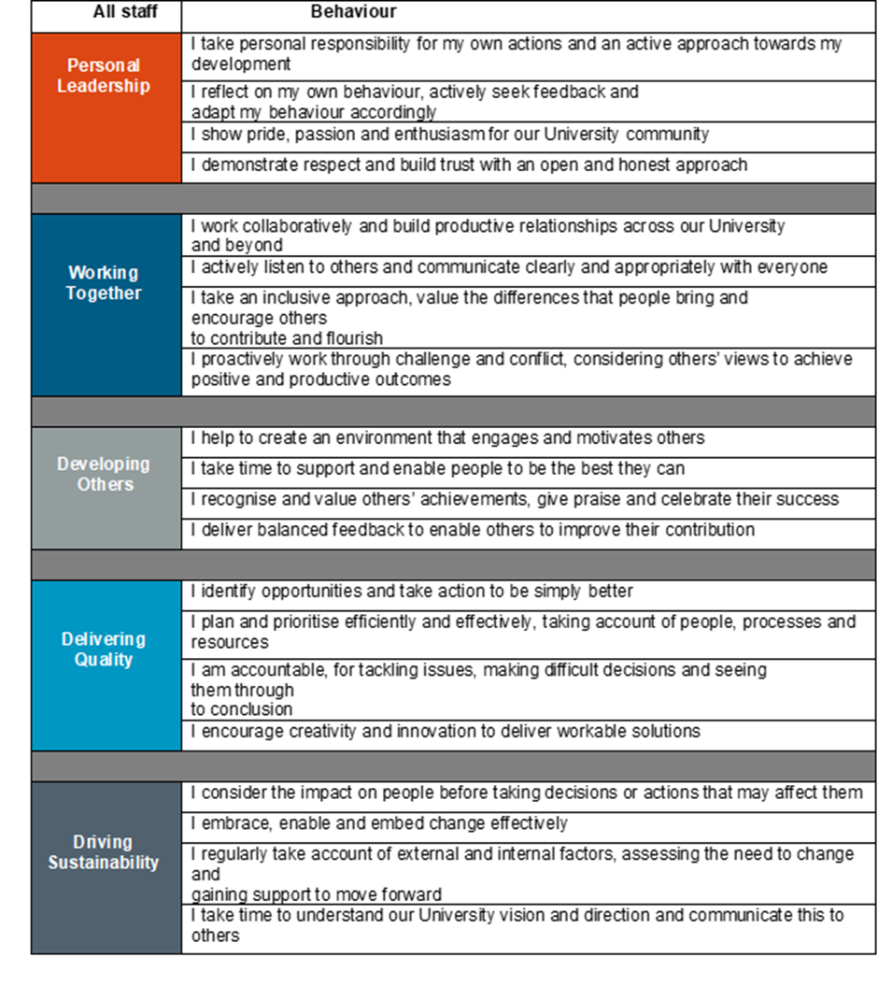 All staff Behaviour
Personal
Leadership
I take personal responsibility for my own actions and an active approach towards my
development
I reflect on my own behaviour, actively seek feedback and
adapt my behaviour accordingly
I show pride, passion and enthusiasm for our University community
I demonstrate respect and build trust with an open and honest approach
Working
Together
I work collaboratively and build productive relationships across our University
and beyond
I actively listen to others and communicate clearly and appropriately with everyone
I take an inclusive approach, value the differences that people bring and
encourage others
to contribute and flourish
I proactively work through challenge and conflict, considering others’ views to achieve
positive and productive outcomes
Developing
Others
I help to create an environment that engages and motivates others
I take time to support and enable people to be the best they can
I recognise and value others’ achievements, give praise and celebrate their success
I deliver balanced feedback to enable others to improve their contribution
Delivering
Quality
I identify opportunities and take action to be simply better
I plan and prioritise efficiently and effectively, taking account of people, processes and
resources
I am accountable, for tackling issues, making difficult decisions and seeing
them through
to conclusion
I encourage creativity and innovation to deliver workable solutions
Driving
Sustainability
I consider the impact on people before taking decisions or actions that may affect them
I embrace, enable and embed change effectively
I regularly take account of external and internal factors, assessing the need to change
and
gaining support to move forward
I take time to understand our University vision and direction and communicate this to
others